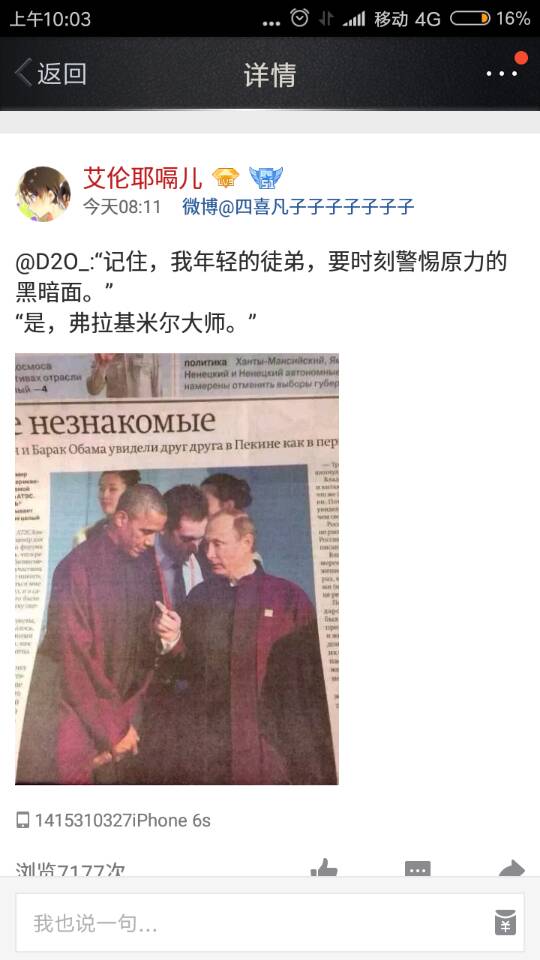 上午10:03
... 移动 4G 16%
返回
详情
艾伦耶嗝儿
今天08:11 微博@四喜凡子子子子子子子
@D2O_:“记住，我年轻的徒弟，要时刻警惕原力的
黑暗面。”
“是，弗拉基米尔大师。”
политика Ханты-Мансийский, Ям
Ненецкий и Ненецкий автономные
намерены отменить выборы губер
космоса
тивах отрасли
ый —4
е незнакомые
н и Барак Обама увидели друг друга в Пекине как в пер
1415310327iPhone 6s
浏览7177次
我也说一句...